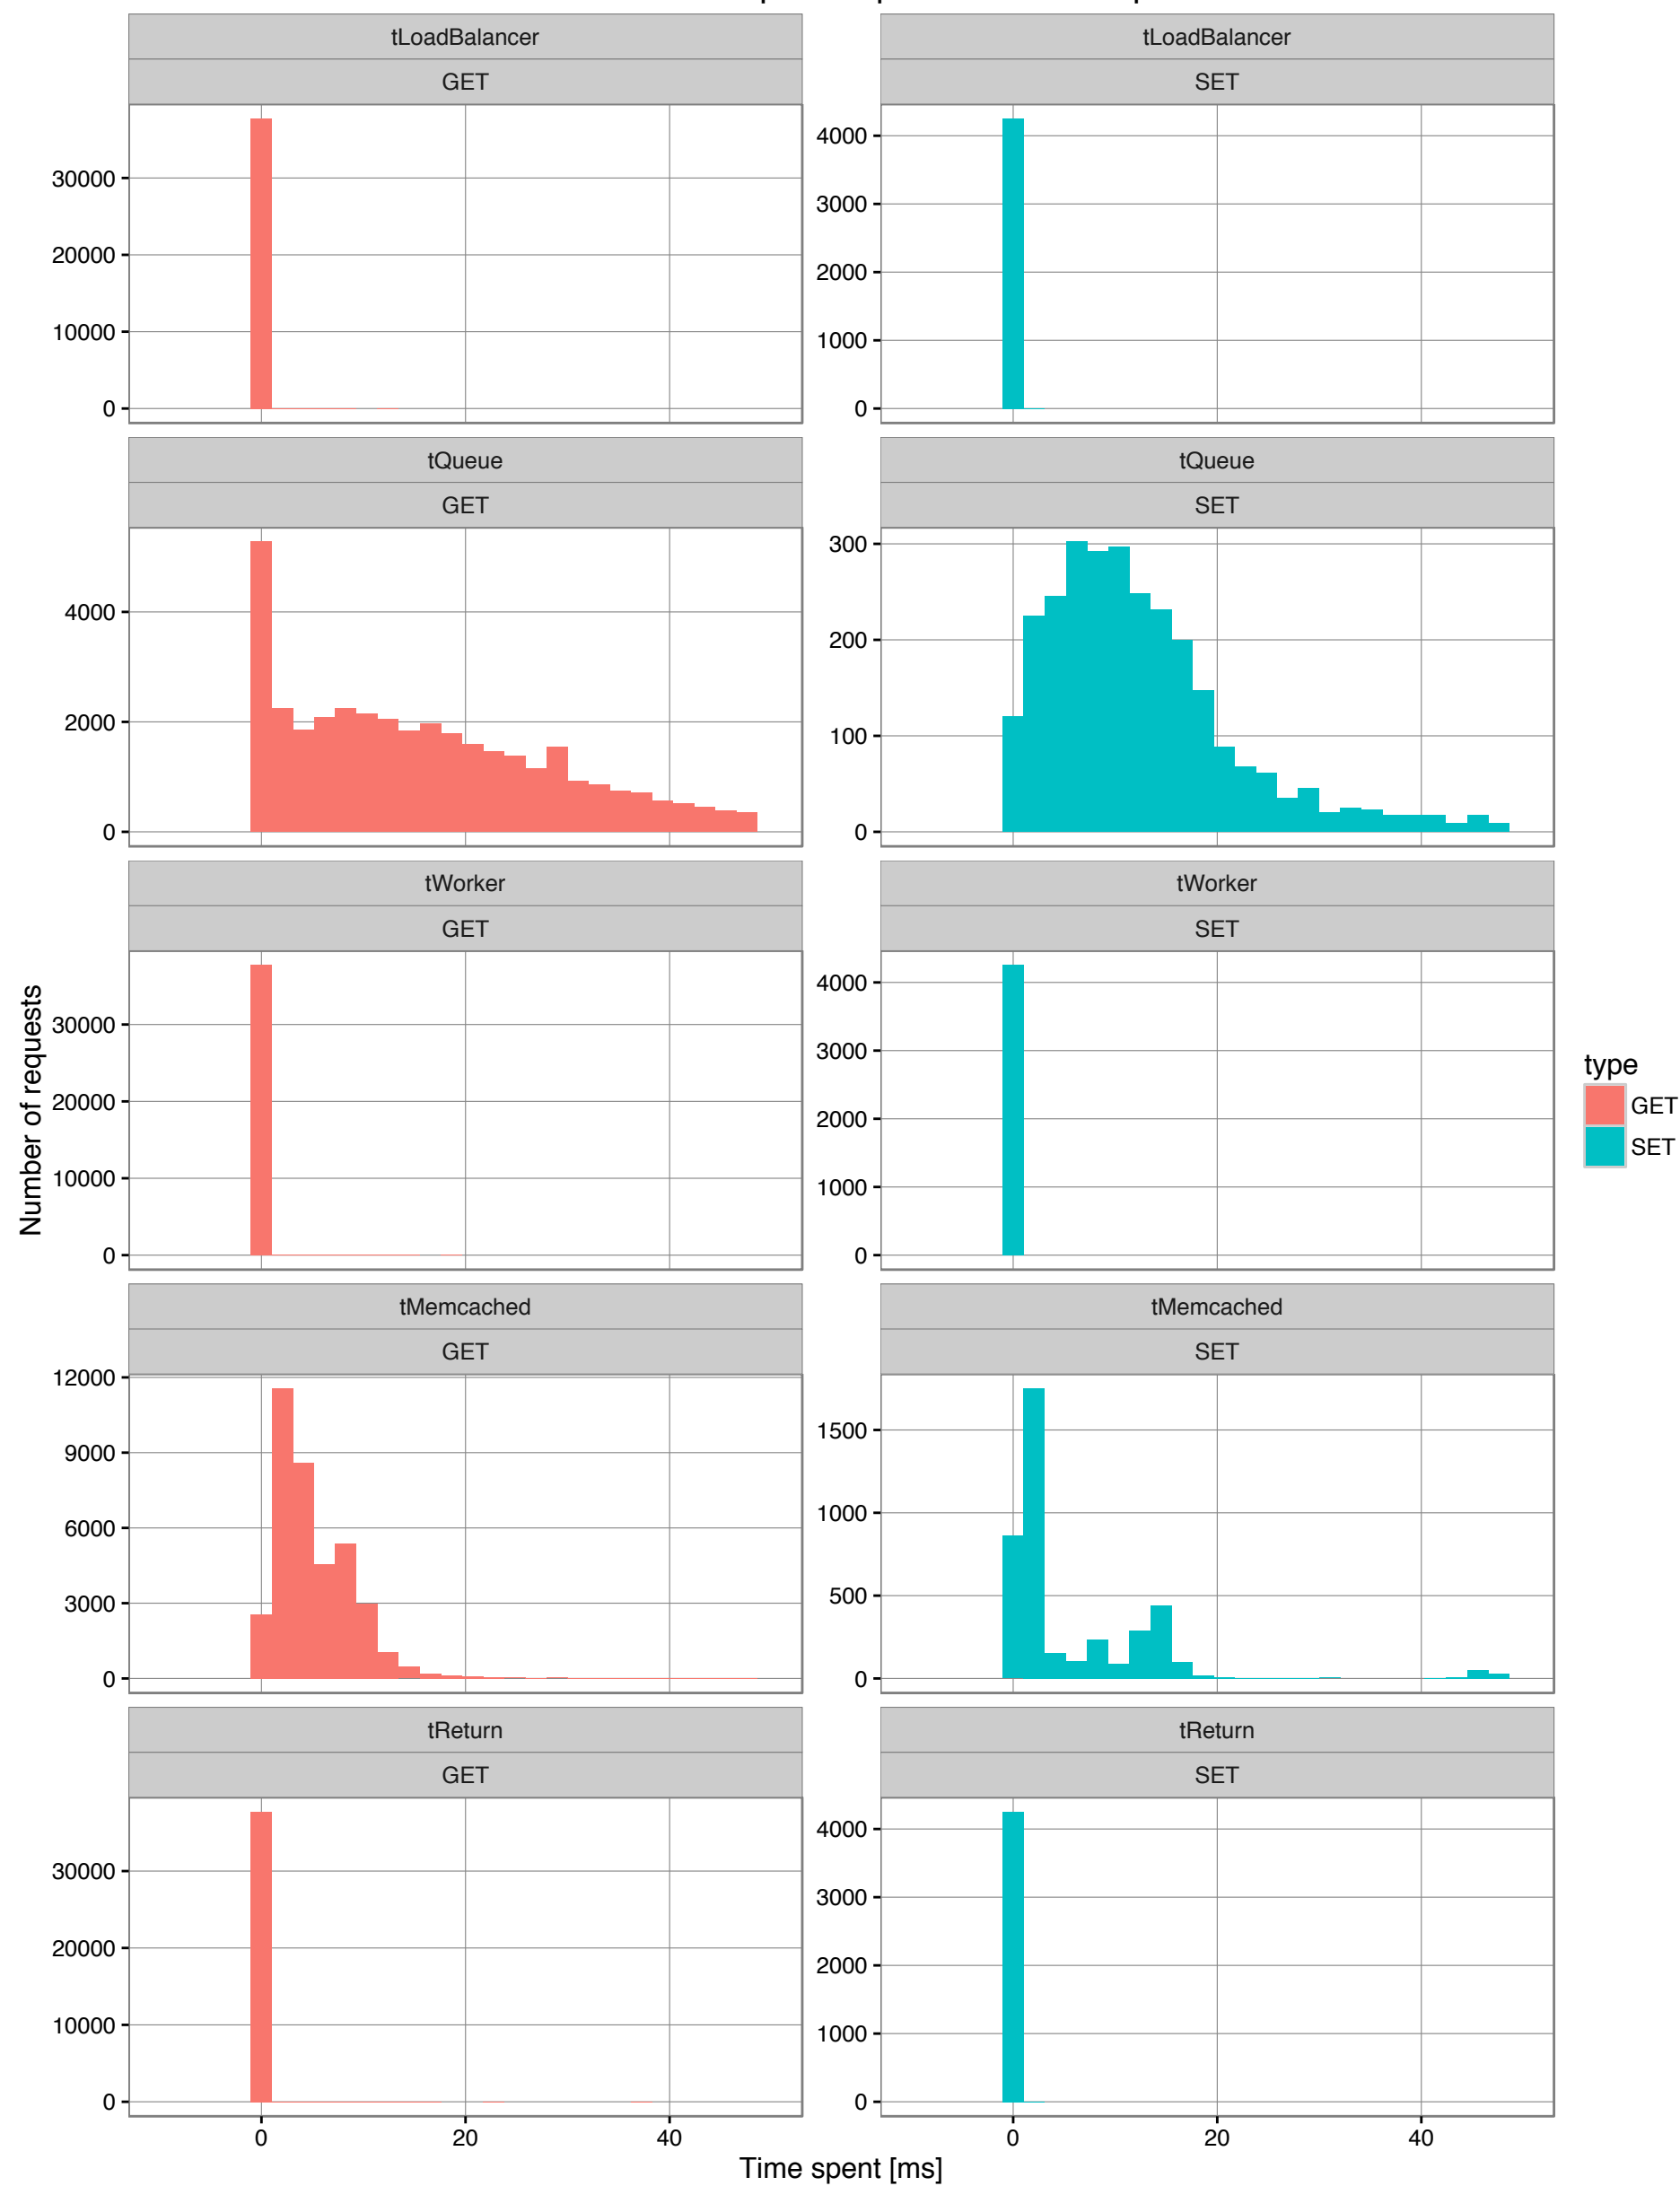 tLoadBalancer
GET
30000
20000
10000
0
tLoadBalancer
SET
4000
3000
2000
1000
0
tQueue
GET
4000
2000
0
tQueue
SET
300
200
100
0
tWorker
GET
30000
20000
10000
0
tWorker
SET
4000
3000
2000
1000
0
tMemcached
GET
12000
9000
6000
3000
0
tMemcached
SET
1500
1000
500
0
tReturn
GET
30000
20000
10000
0
tReturn
SET
4000
3000
2000
1000
0
0 20 40
0 20 40
Time spent [ms]
Number of requests
type
GET
SET